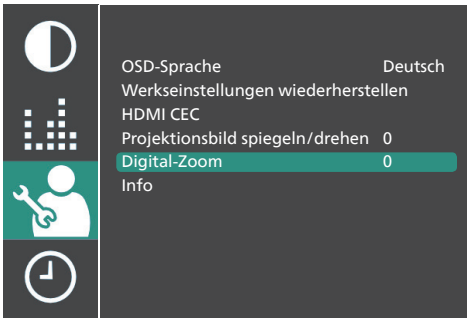 OSD-Sprache Deutsch
Werkseinstellungen wiederherstellen
HDMI CEC
Projektionsbild spiegeln/drehen 0
Digital-Zoom 0
Info